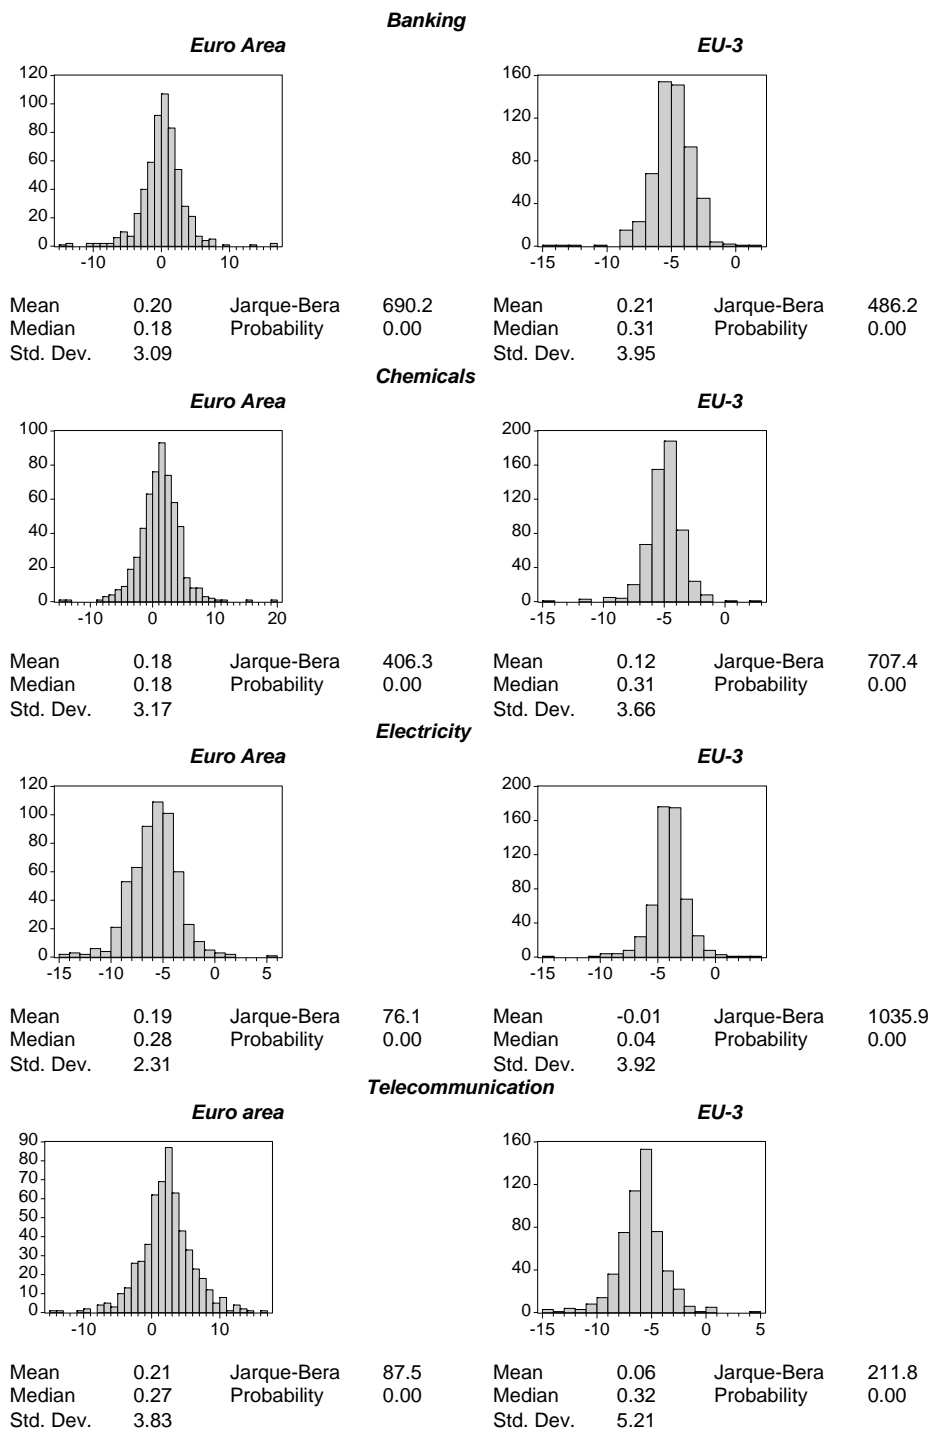 Banking
Euro Area EU-3
120
100
80
60
40
20
0
-10 0 10
160
120
80
40
0
-15 -10 -5 0
Mean 0.20 Jarque-Bera 690.2 Mean 0.21 Jarque-Bera 486.2
Median 0.18 Probability 0.00 Median 0.31 Probability 0.00
Std. Dev. 3.09 Std. Dev. 3.95
Chemicals
Euro Area EU-3
100
80
60
40
20
0
-10 0 10 20
200
160
120
80
40
0
-15 -10 -5 0
Mean 0.18 Jarque-Bera 406.3 Mean 0.12 Jarque-Bera 707.4
Median 0.18 Probability 0.00 Median 0.31 Probability 0.00
Std. Dev. 3.17 Std. Dev. 3.66
Electricity
Euro Area EU-3
120
100
80
60
40
20
0
-15 -10 -5 0 5
200
160
120
80
40
0
-15 -10 -5 0
Mean 0.19 Jarque-Bera 76.1 Mean -0.01 Jarque-Bera 1035.9
Median 0.28 Probability 0.00 Median 0.04 Probability 0.00
Std. Dev. 2.31 Std. Dev. 3.92
Telecommunication
Euro area EU-3
90
80
70
60
50
40
30
20
10
0
-10 0 10
160
120
80
40
0
-15 -10 -5 0 5
Mean 0.21 Jarque-Bera 87.5 Mean 0.06 Jarque-Bera 211.8
Median 0.27 Probability 0.00 Median 0.32 Probability 0.00
Std. Dev. 3.83 Std. Dev. 5.21